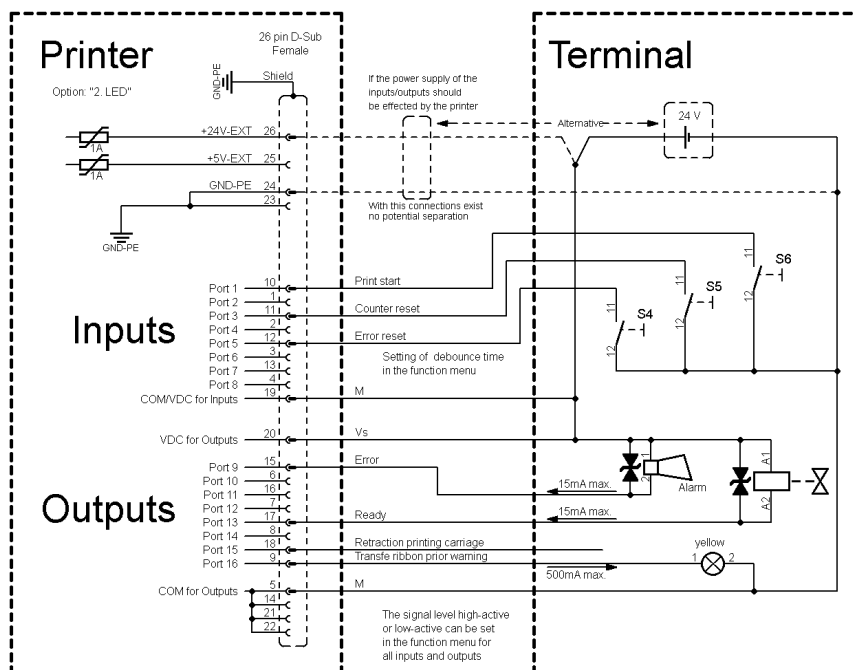 Printer
26 pin D-Sub
Female
Terminal
Option: "2. LED"
GND-PE
Shield
If the power supply of the
inputs/outputs should
be effected by the printer
Alternative
24 V
+24V-EXT 26
1A
+5V-EXT 25
1A
GND-PE 24
23
With this connections exist
no potential separation
GND-PE
Inputs
Port 1 10 Print start
Port 2 1
Port 3 11 Counter reset
Port 4 2
Port 5 12 Error reset
Port 6 3
Port 7 13
Port 8 4
COM/VDC for Inputs 19 M
Setting of debounce time
in the function menu
11 S6
12
11 S5
12
11 S4
12
VDC for Outputs 20 Vs
Outputs
Port 9 15 Error
Port 10 6
Port 11 16
Port 12 7
Port 13 17 Ready
Port 14 8
Port 15 18 Retraction printing carriage
Port 16 9 Transfe ribbon prior warning
COM for Outputs 5 M
14
21
22
15mA max.
1
2
Alarm
A1
A2
15mA max.
yellow
1 2
500mA max.
The signal level high-active
or low-active can be set
in the function menu for
all inputs and outputs